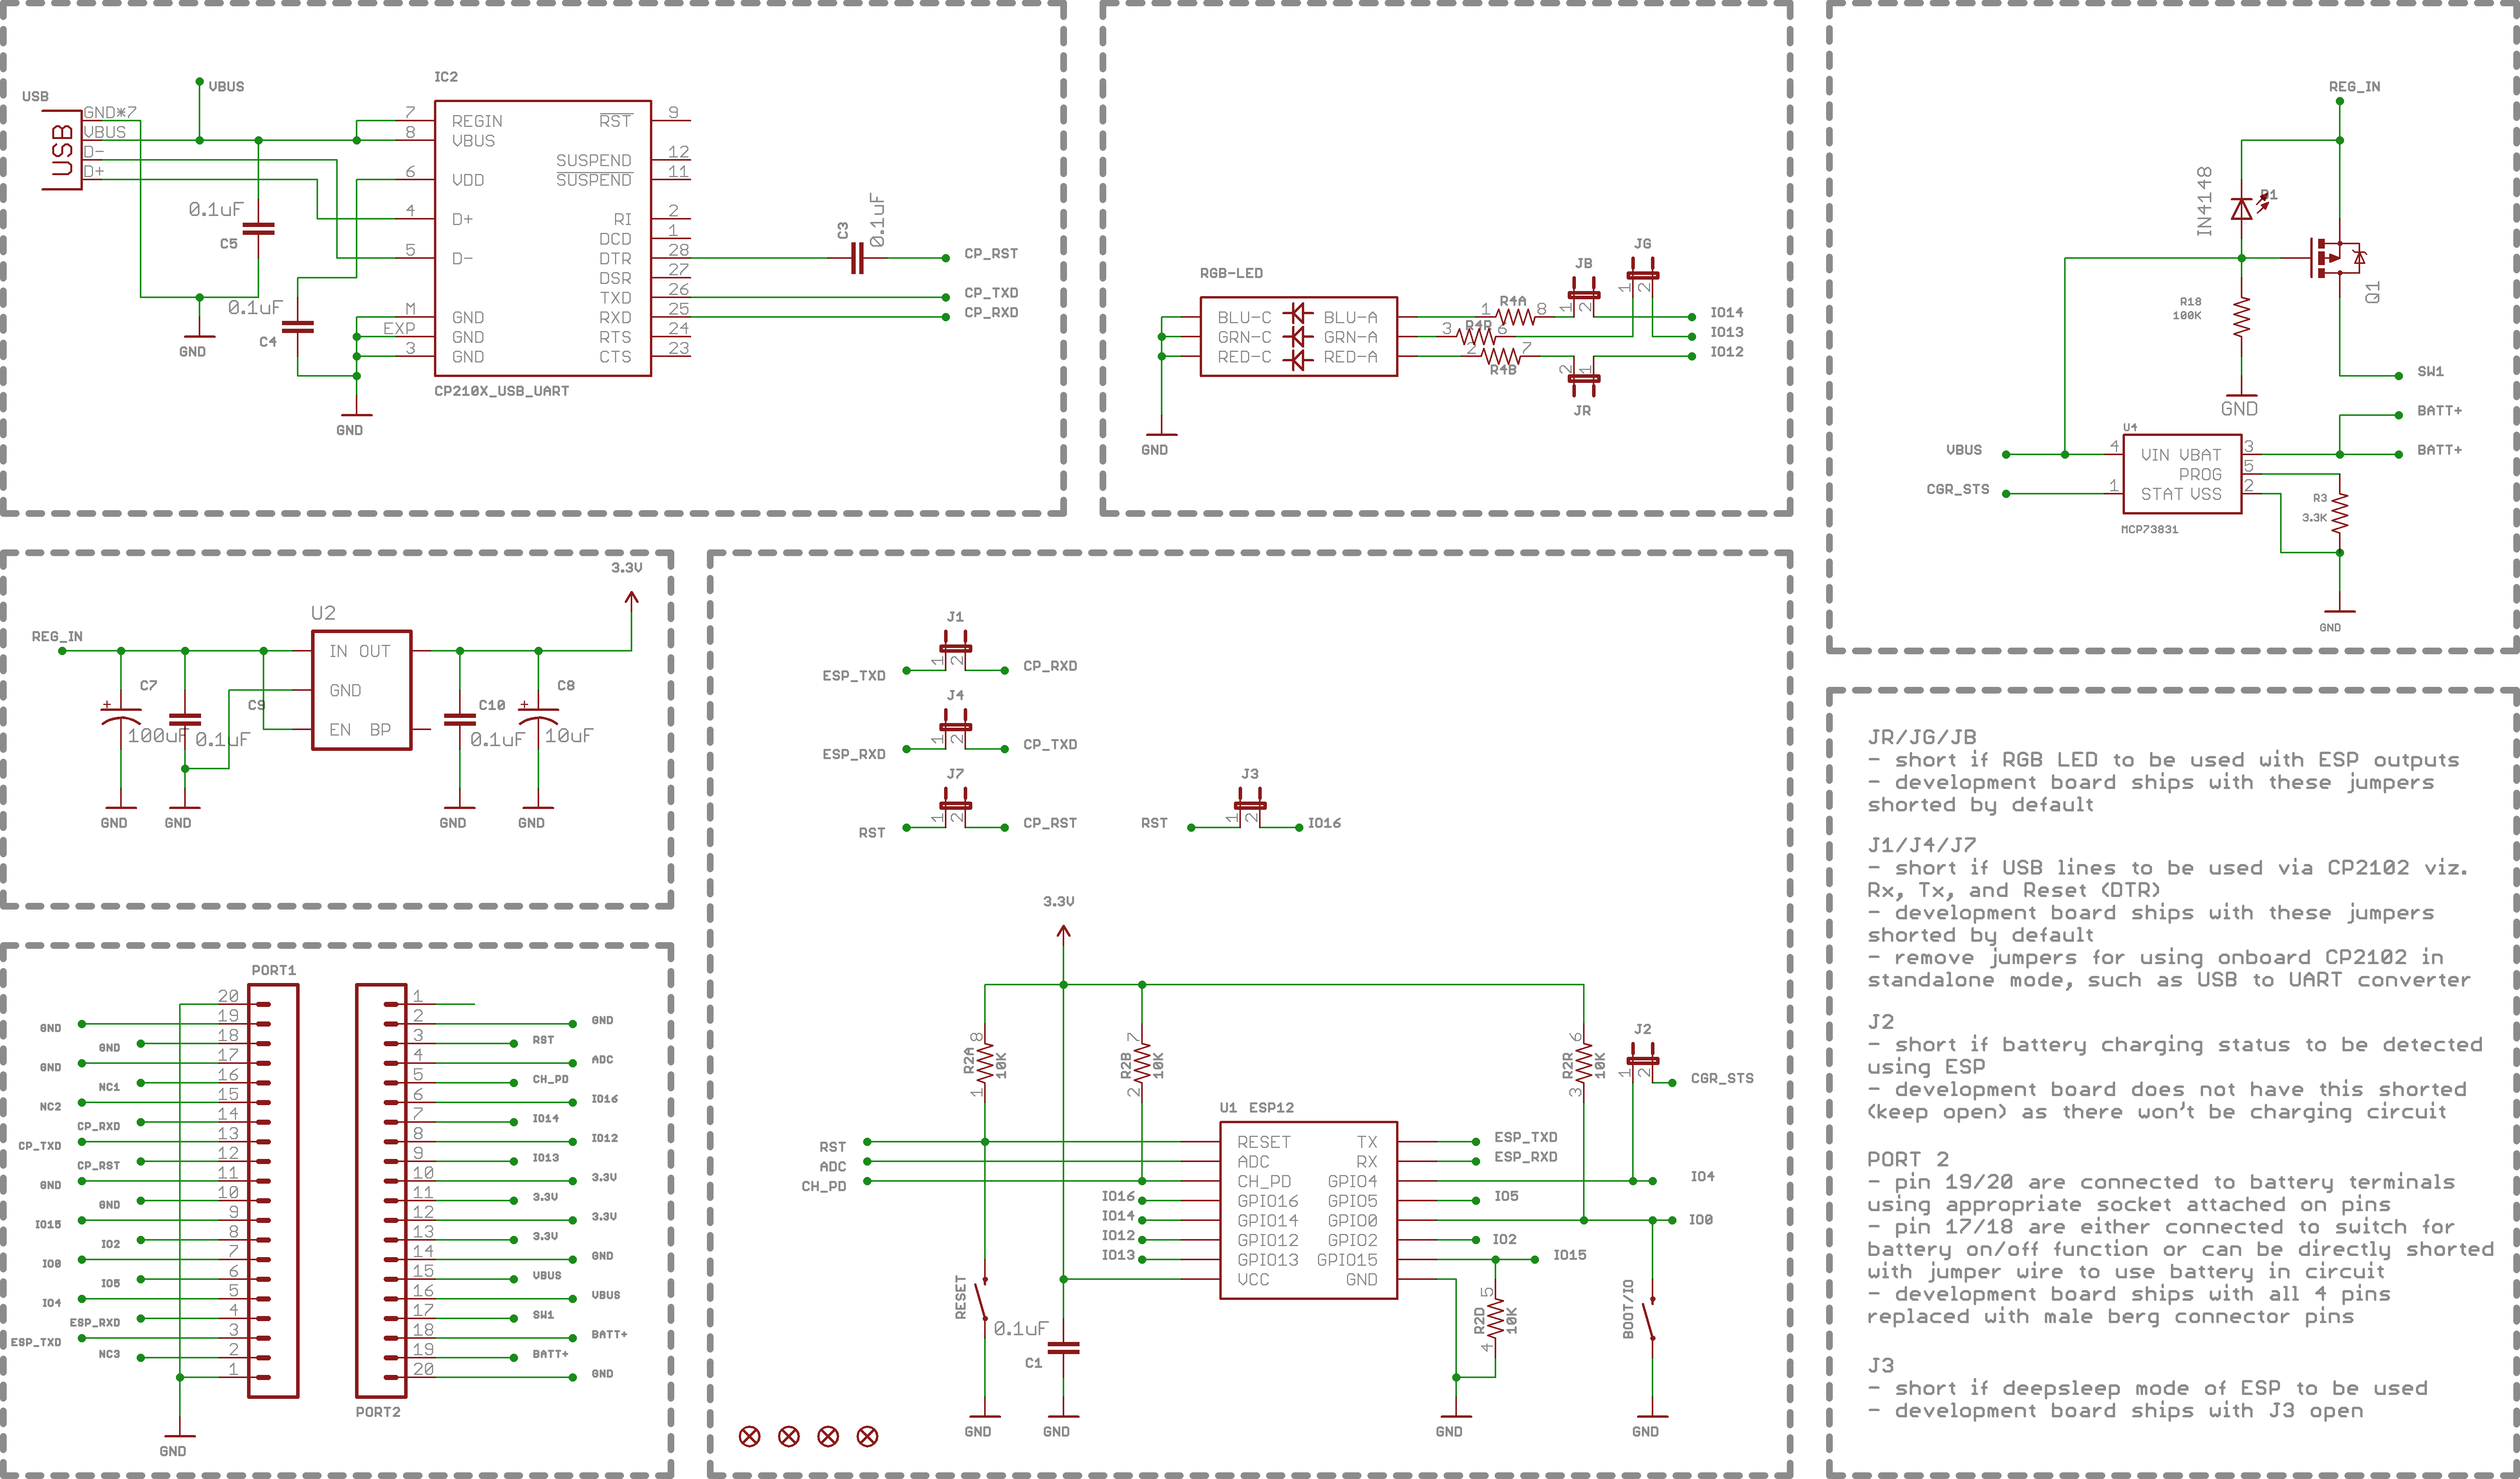 USB
GND*7
VBUS
D-
D+
USB
VBUS
0.1uF
C5
0.1uF
C4
GND
GND
IC2
7 REGIN
8 VBUS
6 VDD
4 D+
5 D-
M GND
EXP GND
3 GND
RST 9
SUSPEND 12
SUSPEND 11
RI 2
DCD 1
DTR 28
DSR 27
TXD 26
RXD 25
RTS 24
CTS 23
CP210X_USB_UART
C3
0.1uF
CP_RST
CP_TXD
CP_RXD
RGB-LED
BLU-C BLU-A
GRN-C GRN-A
RED-C RED-A
GND
1 R4A 8
3 R4R 6
2 R4B 7
JB
1 2
JG
1 2
JR
2 1
IO14
IO13
IO12
REG_IN
IN4148
D1
Q1
R18
100K
GND
SW1
BATT+
BATT+
VBUS
CGR_STS
U4
4 VIN VBAT 3
PROG 5
1 STAT VSS 2
MCP73831
R3
3.3K
GND
3.3V
U2
REG_IN
IN OUT
GND
EN BP
C7
100uF
C9
0.1uF
C10
0.1uF
C8
10uF
GND
GND
GND
GND
PORT1
20
GND 19
GND 18
GND 17
NC1 16
NC2 15
CP_RXD 14
CP_TXD 13
CP_RST 12
GND 11
GND 10
IO15 9
IO2 8
IO0 7
IO5 6
IO4 5
ESP_RXD 4
ESP_TXD 3
NC3 2
1
GND
1
2 GND
3 RST
4 ADC
5 CH_PD
6 IO16
7 IO14
8 IO12
9 IO13
10 3.3V
11 3.3V
12 3.3V
13 3.3V
14 GND
15 VBUS
16 VBUS
17 SW1
18 BATT+
19 BATT+
20 GND
PORT2
J1
ESP_TXD 1 2 CP_RXD
J4
ESP_RXD 1 2 CP_TXD
J7
RST 1 2 CP_RST
J3
RST 1 2 IO16
3.3V
8
R2A
10K
1
7
R2B
10K
2
6
R2R
10K
3
J2
1 2
CGR_STS
U1 ESP12
RST RESET TX ESP_TXD
ADC ADC RX ESP_RXD
CH_PD CH_PD GPIO4 IO4
IO16 GPIO16 GPIO5 IO5
IO14 GPIO14 GPIO0 IO0
IO12 GPIO12 GPIO2 IO2
IO13 GPIO13 GPIO15 IO15
VCC GND
RESET
0.1uF
C1
5
R2D
10K
4
BOOT/IO
GND
GND
GND
GND
JR/JG/JB
- short if RGB LED to be used with ESP outputs
- development board ships with these jumpers
shorted by default
J1/J4/J7
- short if USB lines to be used via CP2102 viz.
Rx, Tx, and Reset (DTR)
- development board ships with these jumpers
shorted by default
- remove jumpers for using onboard CP2102 in
standalone mode, such as USB to UART converter
J2
- short if battery charging status to be detected
using ESP
- development board does not have this shorted
(keep open) as there won't be charging circuit
PORT 2
- pin 19/20 are connected to battery terminals
using appropriate socket attached on pins
- pin 17/18 are either connected to switch for
battery on/off function or can be directly shorted
with jumper wire to use battery in circuit
- development board ships with all 4 pins
replaced with male berg connector pins
J3
- short if deepsleep mode of ESP to be used
- development board ships with J3 open